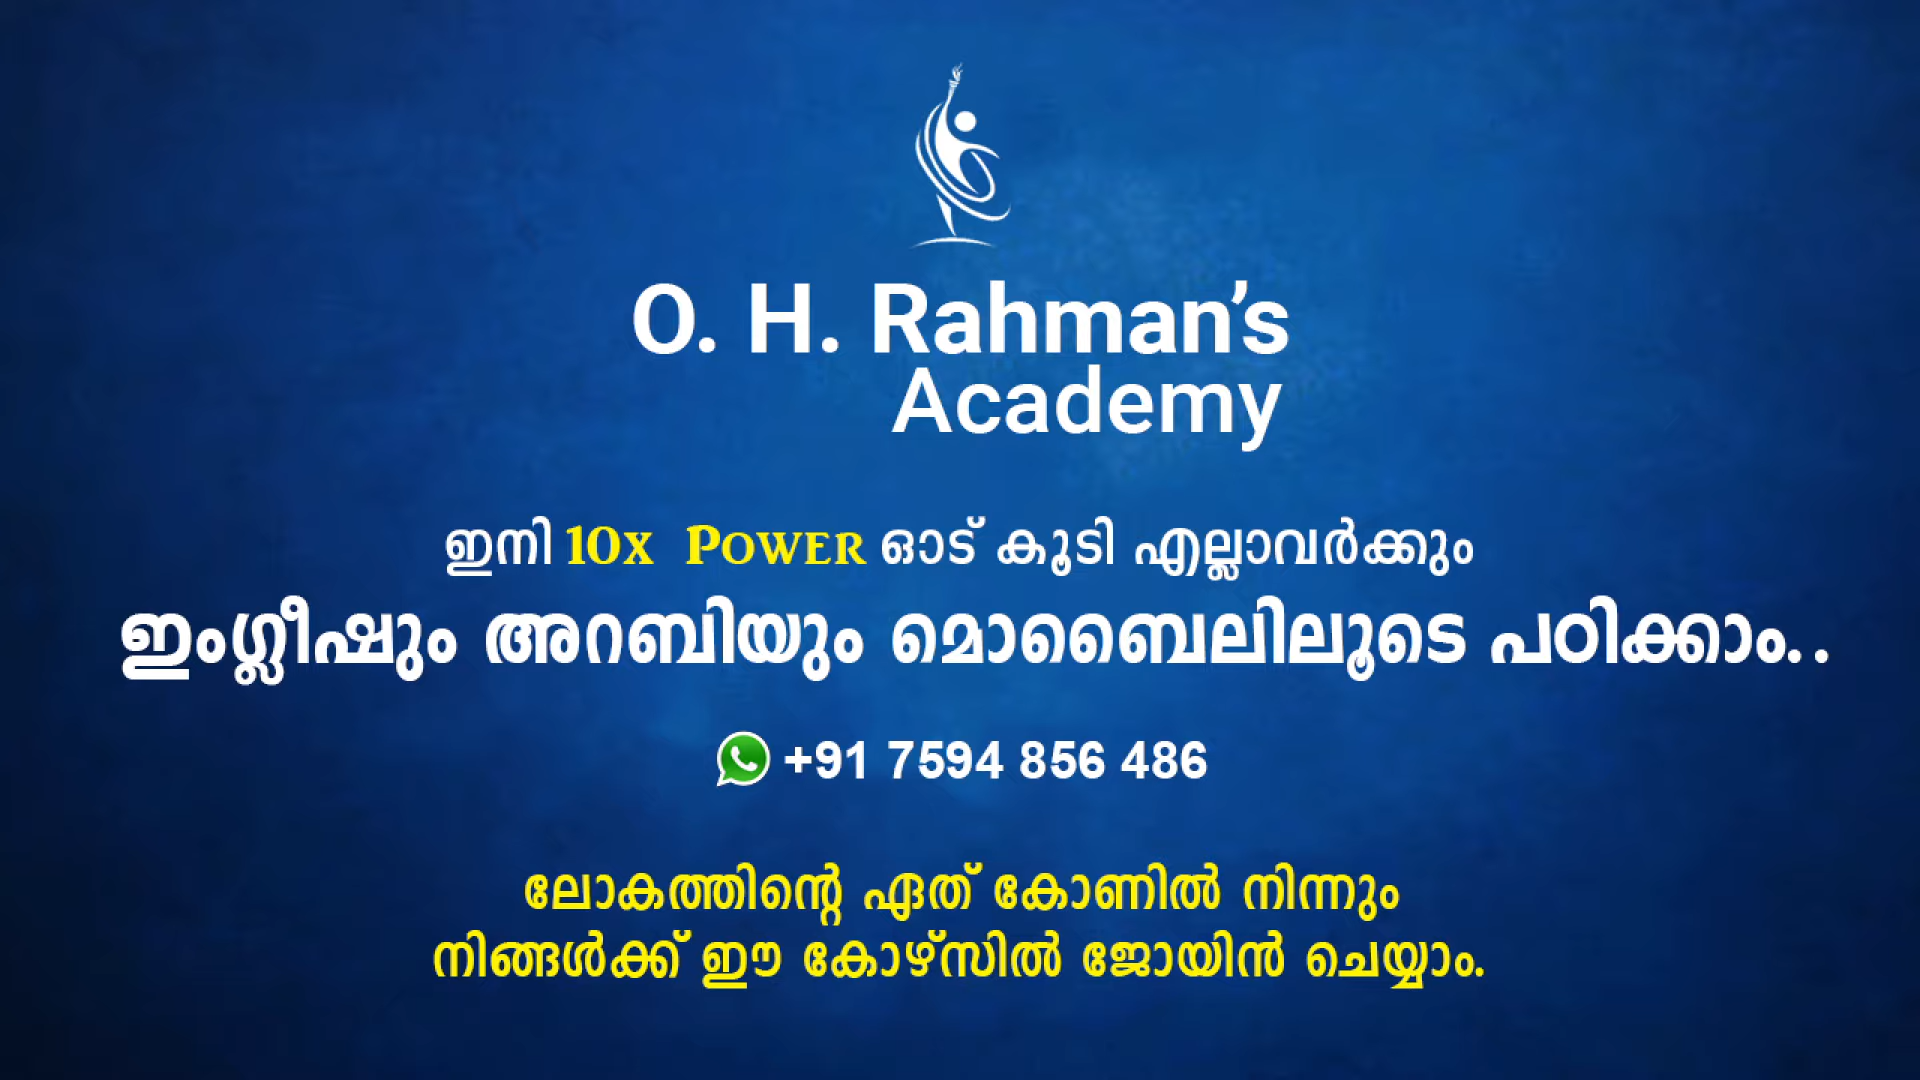 O. H. Rahman’s
Academy
ഇനി 10x Power ഓട് കൂടി എല്ലാവർക്കും
ഇംഗ്ലീഷും അറബിയും മൊബൈലിലൂടെ പഠിക്കാം..
+91 7594 856 486
ലോകത്തിന്റെ ഏത് കോണിൽ നിന്നും
നിങ്ങൾക്ക് ഈ കോഴ്സിൽ ജോയിൻ ചെയ്യാം.